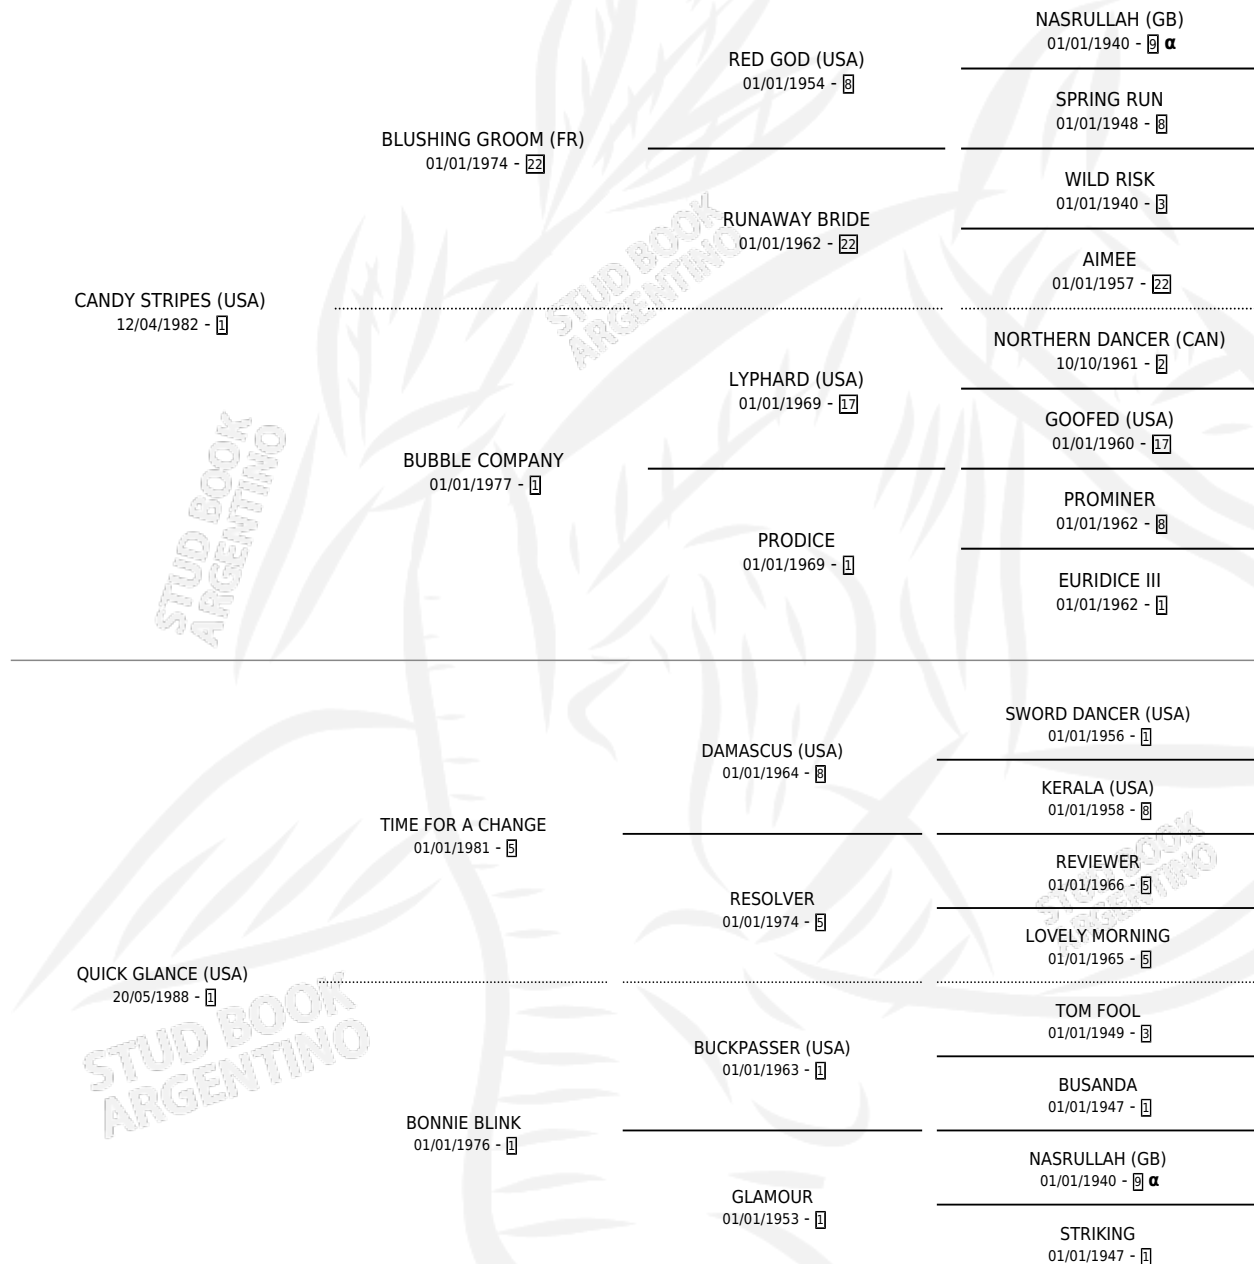 NASRULLAH (GB)
01/01/1940 - 9 α
RED GOD (USA)
01/01/1954 - 8
SPRING RUN
01/01/1948 - 8
BLUSHING GROOM (FR)
01/01/1974 - 22
WILD RISK
01/01/1940 - 3
RUNAWAY BRIDE
01/01/1962 - 22
AIMEE
01/01/1957 - 22
CANDY STRIPES (USA)
12/04/1982 - 1
NORTHERN DANCER (CAN)
10/10/1961 - 2
LYPHARD (USA)
01/01/1969 - 17
GOOFED (USA)
01/01/1960 - 17
BUBBLE COMPANY
01/01/1977 - 1
PROMINER
01/01/1962 - 8
PRODICE
01/01/1969 - 1
EURIDICE III
01/01/1962 - 1
SWORD DANCER (USA)
01/01/1956 - 1
DAMASCUS (USA)
01/01/1964 - 8
KERALA (USA)
01/01/1958 - 8
TIME FOR A CHANGE
01/01/1981 - 5
REVIEWER
01/01/1966 - 5
RESOLVER
01/01/1974 - 5
LOVELY MORNING
01/01/1965 - 5
QUICK GLANCE (USA)
20/05/1988 - 1
TOM FOOL
01/01/1949 - 3
BUCKPASSER (USA)
01/01/1963 - 1
BUSANDA
01/01/1947 - 1
BONNIE BLINK
01/01/1976 - 1
NASRULLAH (GB)
01/01/1940 - 9 α
GLAMOUR
01/01/1953 - 1
STRIKING
01/01/1947 - 1
STUD BOOK
ARGENTINO
STUD BOOK
ARGENTINO
STUD BOOK
ARGENTINO
STUD BOOK
ARGENTINO